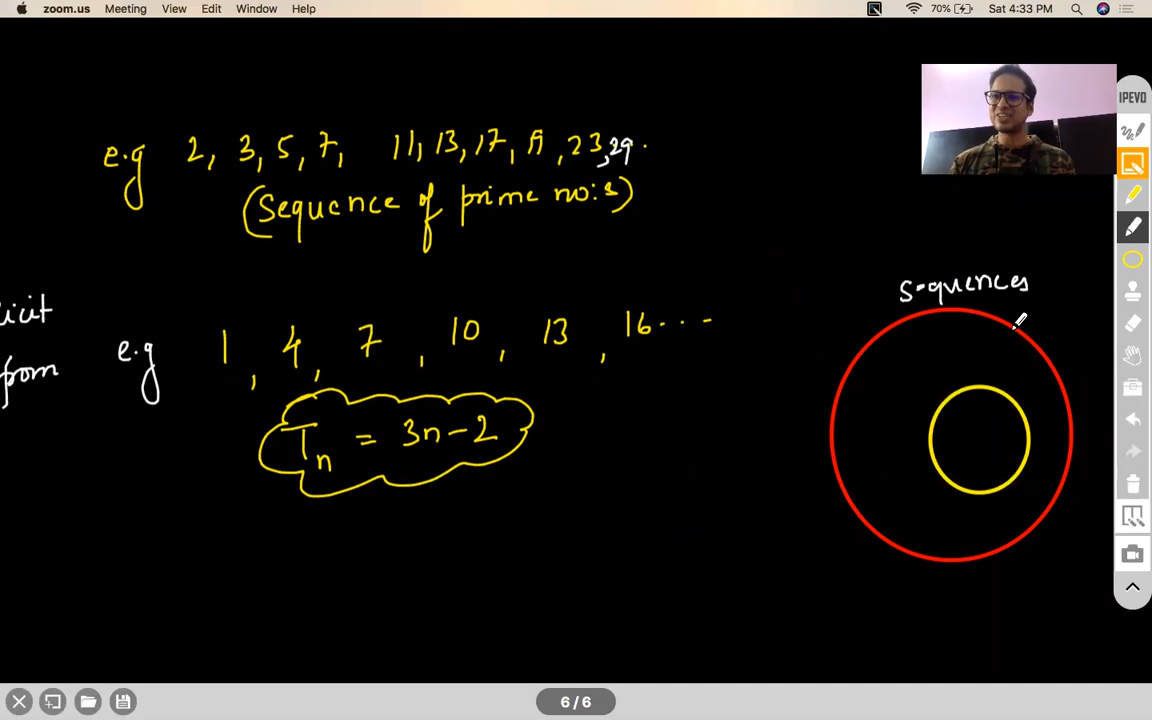 zoom.us Meeting View Edit Window Help 70% Sat 4:33 PM
IPEVO
e.g 2, 3, 5, 7, 11, 13, 17, 19, 23, 29.
(Sequence of prime no:s)
sequences
icit
from
e.g 1, 4, 7, 10, 13, 16...
Tn = 3n-2
6/6